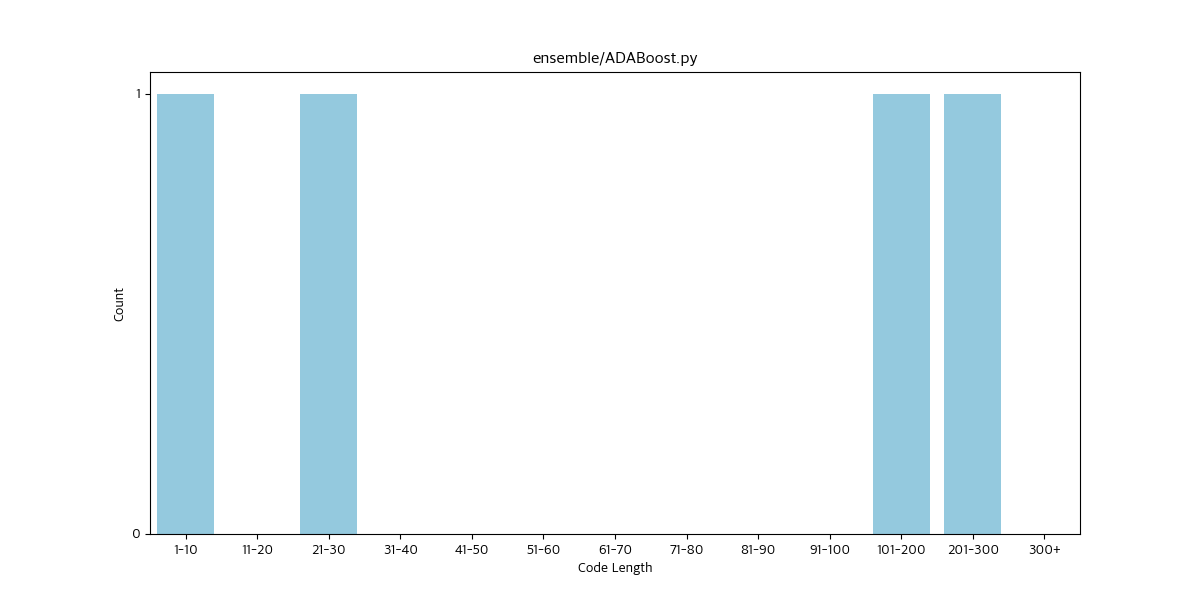 ensemble/ADABoost.py
1
Count
0
1-10 11-20 21-30 31-40 41-50 51-60 61-70 71-80 81-90 91-100 101-200 201-300 300+
Code Length